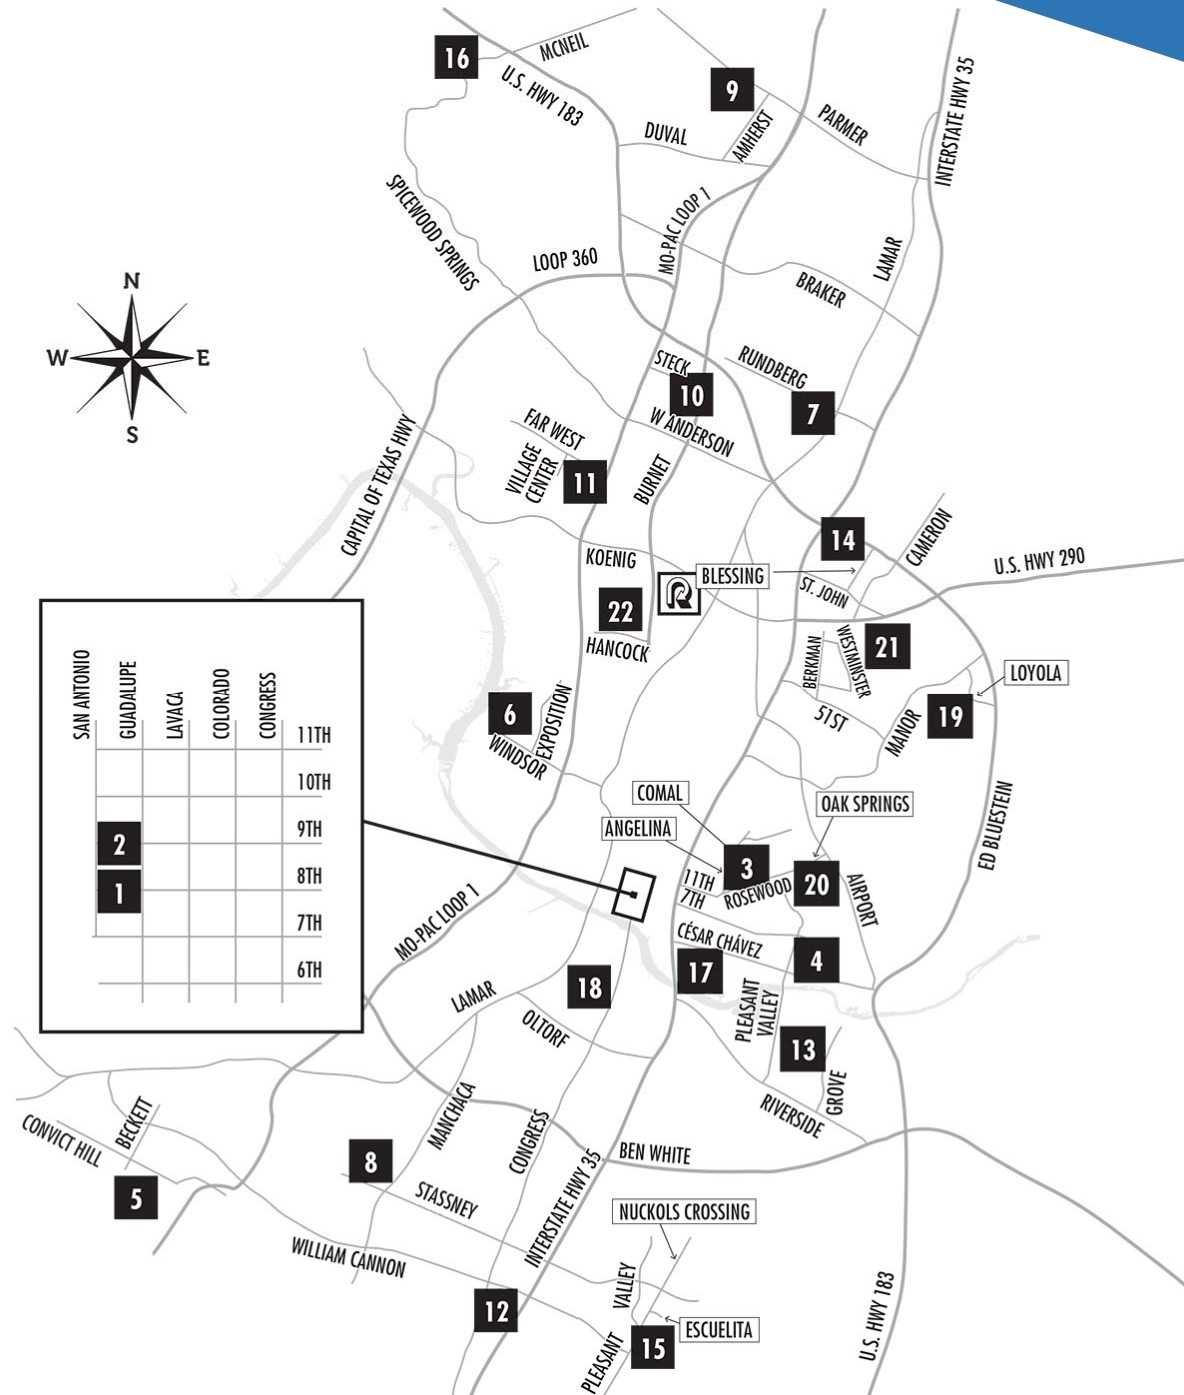 16
MCNEIL
9
U.S. HWY 183
INTERSTATE HWY 35
DUVAL
AMHERST
PARMER
SPICEWOOD SPRINGS
MO-PAC LOOP 1
LAMAR
LOOP 360
BRAKER
N
W
E
S
STECK
RUNDBERG
10
7
W ANDERSON
FAR WEST
VILLAGE
CENTER
11
BURNET
CAPITAL OF TEXAS HWY
14
CAMERON
KOENIG
BLESSING
U.S. HWY 290
ST. JOHN
22
R
HANCOCK
BERKMAN
WESTMINSTER
21
LOYOLA
6
EXPOSITION
WINDSOR
51ST
MANOR
19
SAN ANTONIO
GUADALUPE
LAVACA
COLORADO
CONGRESS
11TH
10TH
9TH
2
8TH
1
7TH
6TH
COMAL
OAK SPRINGS
ANGELINA
ED BLUESTEIN
3
11TH
7TH
ROSEWOOD
20
AIRPORT
MO-PAC LOOP 1
CÉSAR CHÁVEZ
17
4
18
LAMAR
OLTORF
PLEASANT
VALLEY
13
GROVE
RIVERSIDE
MANCHACA
CONGRESS
CONVICT HILL
BECKETT
BEN WHITE
8
5
STASSNEY
INTERSTATE HWY 35
NUCKOLS CROSSING
WILLIAM CANNON
12
VALLEY
ESCUELITA
15
PLEASANT
U.S. HWY 183